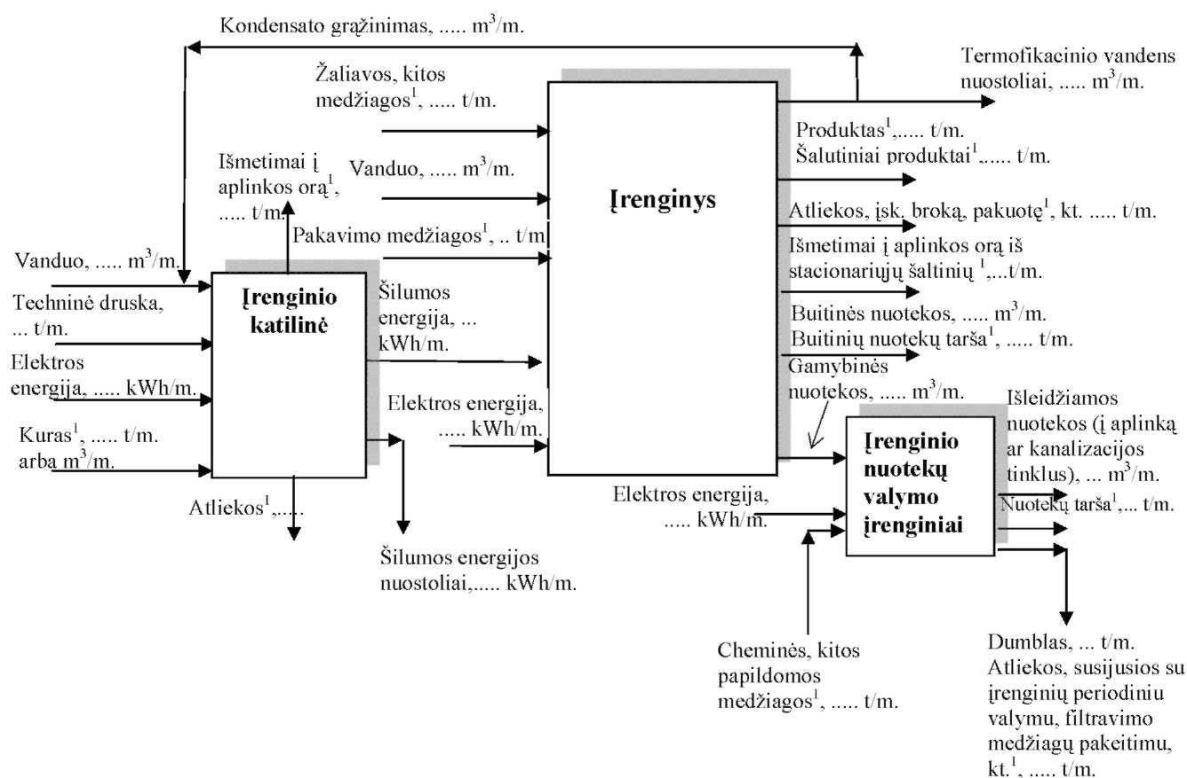 Kondensato grąžinimas, ..... m³/m.
Termofikacinio vandens
nuostoliai, ..... m³/m.
Žaliavos, kitos
medžiagos¹, ..... t/m.
Vanduo, ..... m³/m.
Pakavimo medžiagos¹, .. t/m
Išmetimai į
aplinkos orą¹,
..... t/m.
Įrenginys
Produktas¹,..... t/m.
Šalutiniai produktai¹,..... t/m.
Atliekos, įsk. broką, pakuotę¹, kt. ..... t/m.
Išmetimai į aplinkos orą iš
stacionariųjų šaltinių ¹,...t/m.
Buitinės nuotekos, ..... m³/m.
Buitinių nuotekų tarša¹, ..... t/m.
Gamybinės
nuotekos, ..... m³/m.
Vanduo, ..... m³/m.
Techninė druska,
... t/m.
Elektros
energija, ..... kWh/m.
Kuras¹, ..... t/m.
arba m³/m.
Įrenginio
katilinė
Šilumos
energija, ...
kWh/m.
Elektros energija,
..... kWh/m.
Atliekos¹,.....
Šilumos energijos
nuostoliai,..... kWh/m.
Elektros energija,
..... kWh/m.
Įrenginio
nuotekų
valymo
įrenginiai
Išleidžiamos
nuotekos (į aplinką
ar kanalizacijos
tinklus), ... m³/m.
Nuotekų tarša¹,... t/m.
Cheminės, kitos
papildomos
medžiagos¹, ..... t/m.
Dumblas, ... t/m.
Atliekos, susijusios su
įrenginių periodiniu
valymu, filtravimo
medžiagų pakeitimu,
kt.¹, ..... t/m.